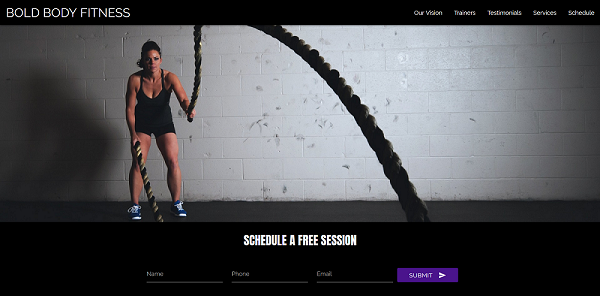 BOLD BODY FITNESS
Our Vision Trainers Testimonials Services Schedule
SCHEDULE A FREE SESSION
Name Phone Email SUBMIT